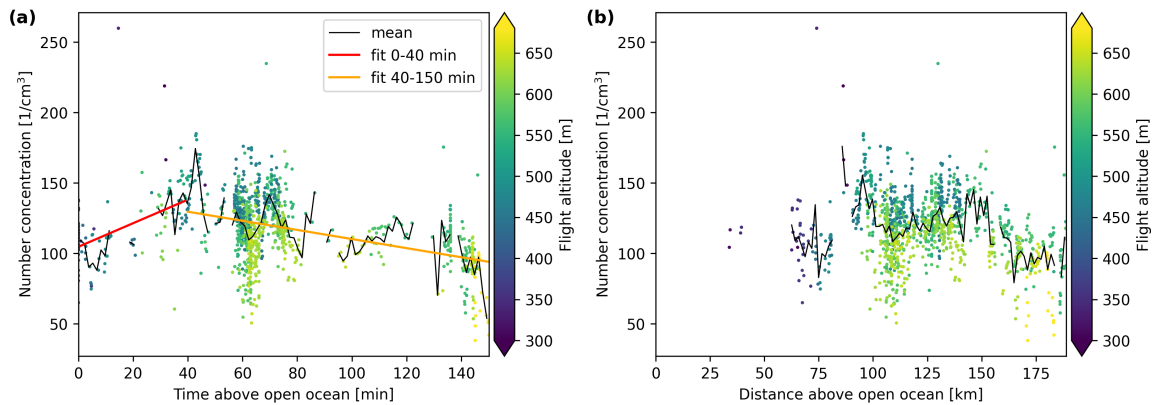 (a)
mean
fit 0-40 min
fit 40-150 min
Number concentration [1/cm³]
250
200
150
100
50
0 20 40 60 80 100 120 140
Time above open ocean [min]
650
600
550
500
450
400
350
300
Flight altitude [m]
(b)
Number concentration [1/cm³]
250
200
150
100
50
0 25 50 75 100 125 150 175
Distance above open ocean [km]
650
600
550
500
450
400
350
300
Flight altitude [m]